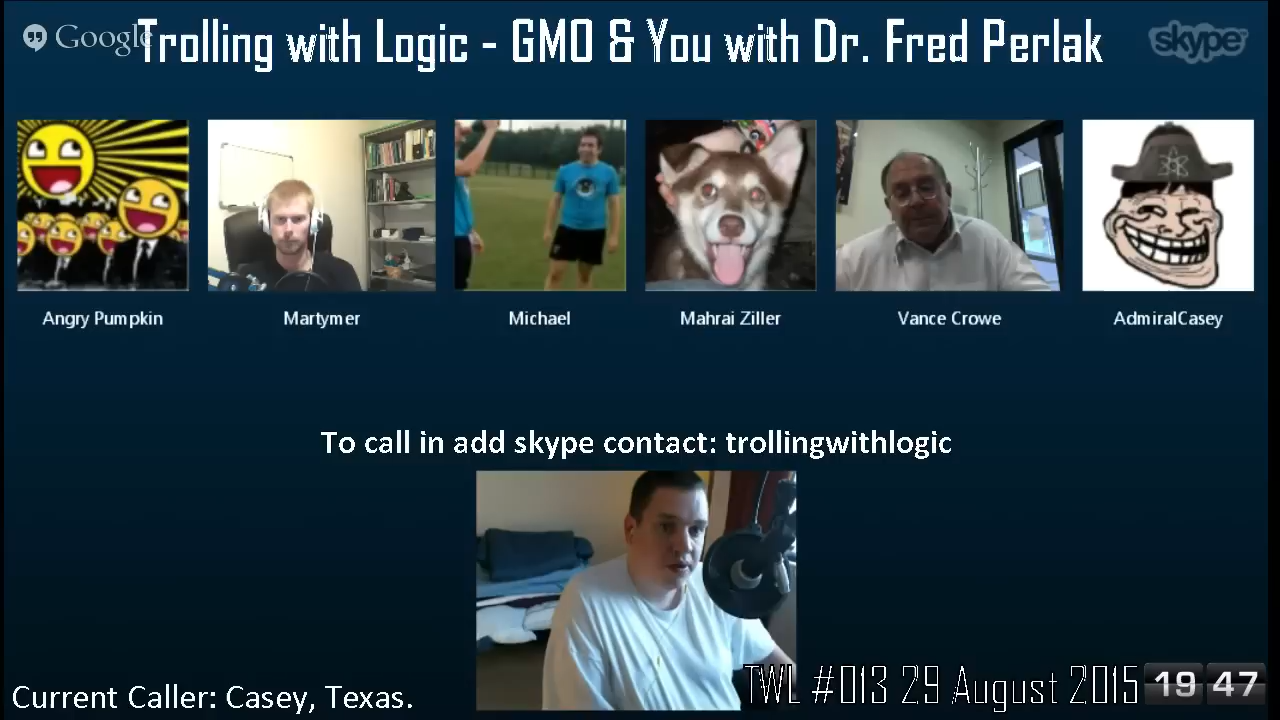 Google
Trolling with Logic - GMO & You with Dr. Fred Perlak
skype
Angry Pumpkin
Martymer
Michael
Mahrai Ziller
Vance Crowe
AdmiralCasey
To call in add skype contact: trollingwithlogic
TWL #013 29 August 2015 19 47
Current Caller: Casey, Texas.